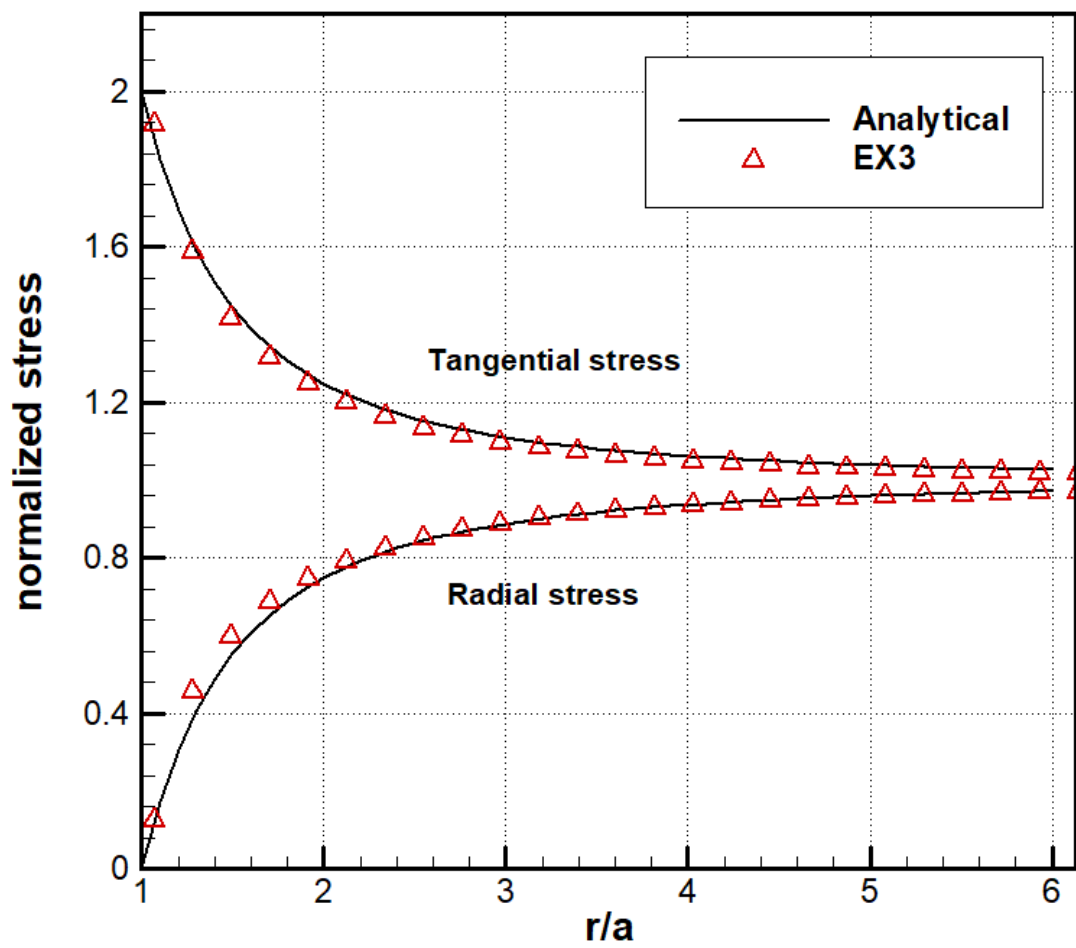 2
1.6
1.2
0.8
0.4
0
normalized stress
Analytical
EX3
Tangential stress
Radial stress
1 2 3 4 5 6
r/a